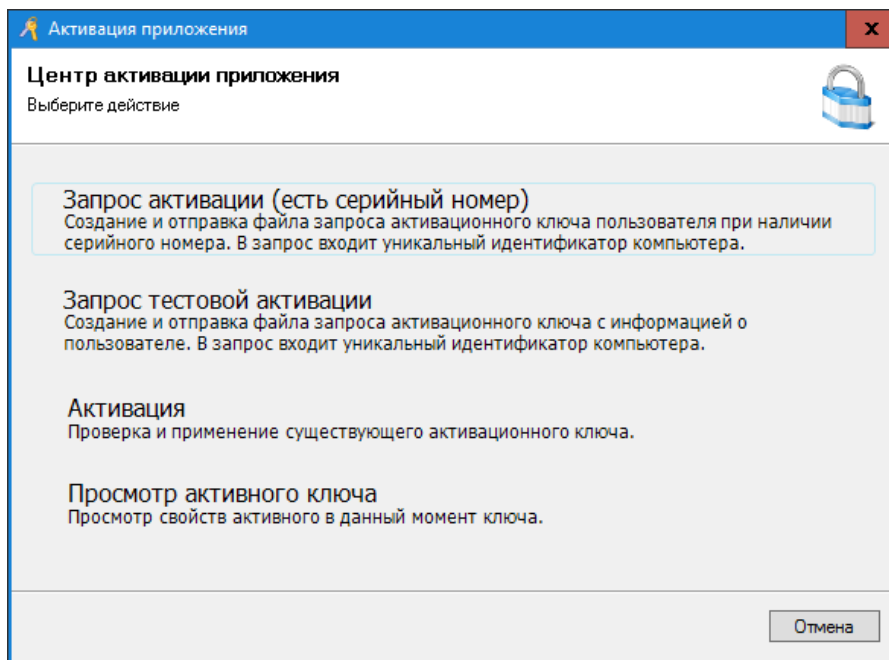 Активация приложения
Центр активации приложения
Выберите действие
Запрос активации (есть серийный номер)
Создание и отправка файла запроса активационного ключа пользователя при наличии
серийного номера. В запрос входит уникальный идентификатор компьютера.
Запрос тестовой активации
Создание и отправка файла запроса активационного ключа с информацией о
пользователе. В запрос входит уникальный идентификатор компьютера.
Активация
Проверка и применение существующего активационного ключа.
Просмотр активного ключа
Просмотр свойств активного в данный момент ключа.
Отмена